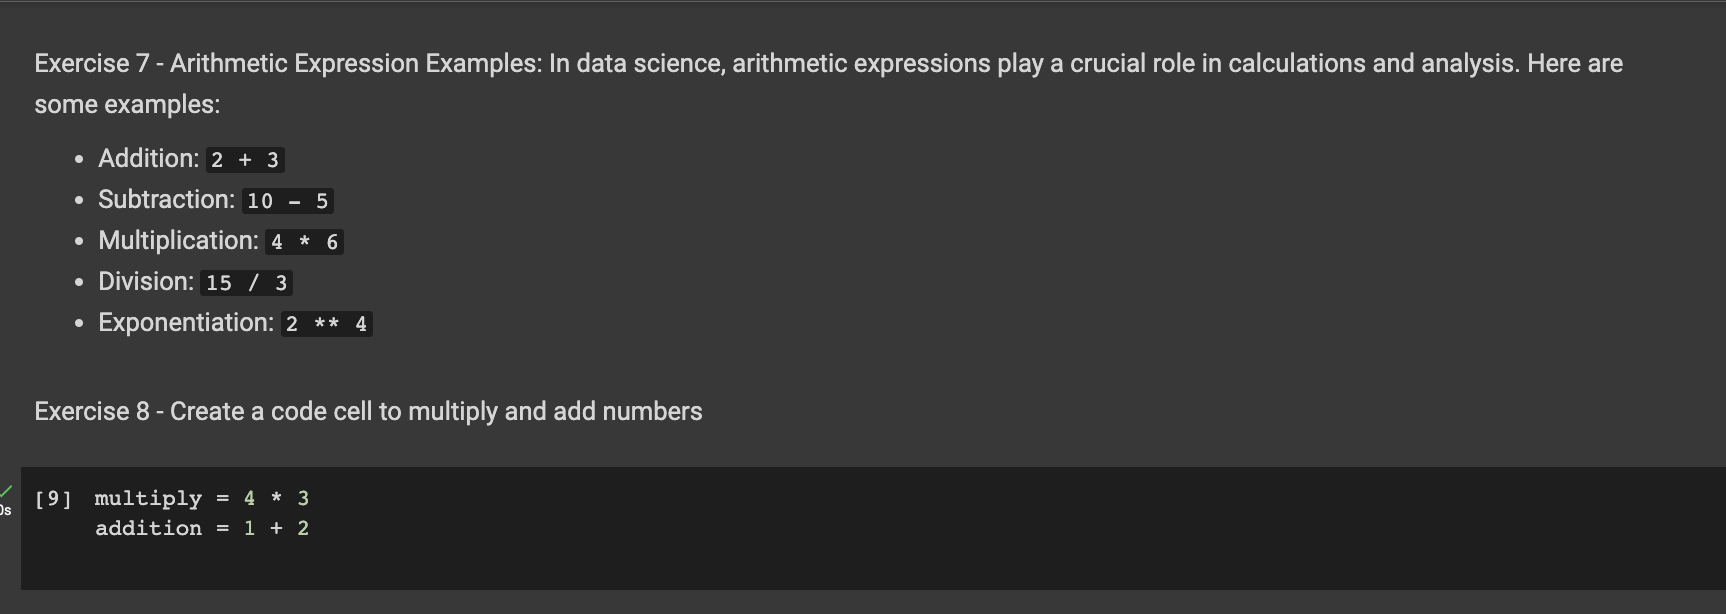 Exercise 7 - Arithmetic Expression Examples: In data science, arithmetic expressions play a crucial role in calculations and analysis. Here are
some examples:
• Addition: 2 + 3
• Subtraction: 10 - 5
• Multiplication: 4 * 6
• Division: 15 / 3
• Exponentiation: 2 ** 4
Exercise 8 - Create a code cell to multiply and add numbers
[9] multiply = 4 * 3
0s addition = 1 + 2